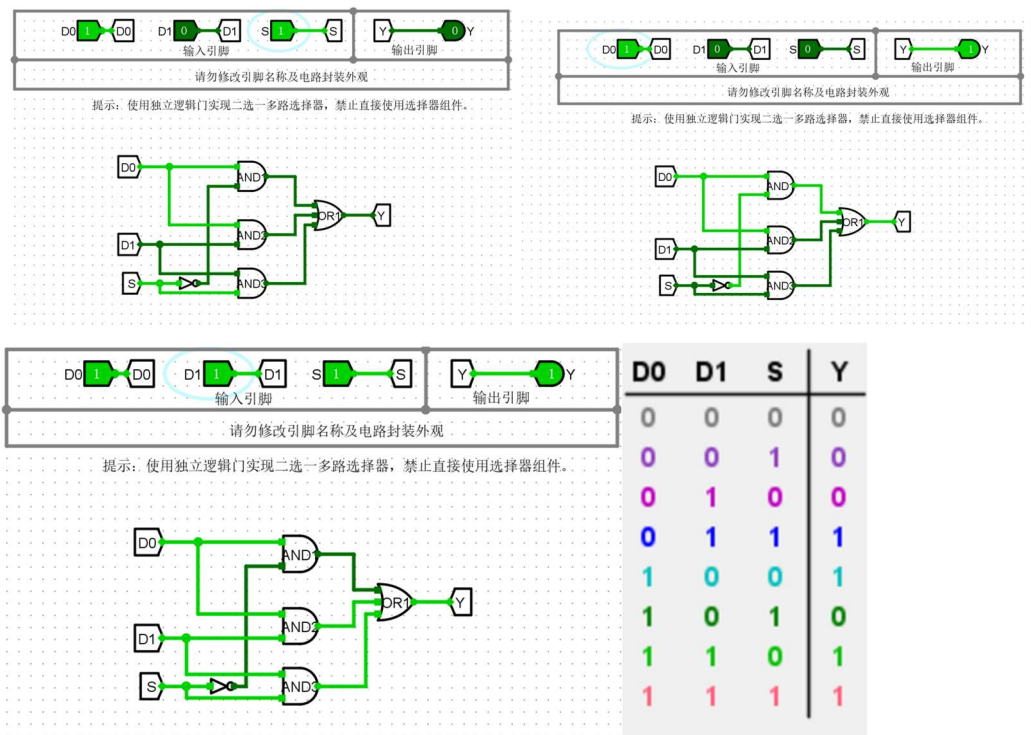 D0 1 D0 D1 0 D1 S 1 S Y 0 Y
输入引脚 输出引脚
请勿修改引脚名称及电路封装外观
提示：使用独立逻辑门实现二选一多路选择器，禁止直接使用选择器组件。
D0
AND1
OR1
Y
AND2
D1
S
AND3
D0 1 D0 D1 0 D1 S 0 S Y 1 Y
输入引脚 输出引脚
请勿修改引脚名称及电路封装外观
提示：使用独立逻辑门实现二选一多路选择器，禁止直接使用选择器组件。
D0
AND1
OR1
Y
AND2
D1
S
AND3
D0 1 D0 D1 1 D1 S 1 S Y 1 Y
输入引脚 输出引脚
请勿修改引脚名称及电路封装外观
提示：使用独立逻辑门实现二选一多路选择器，禁止直接使用选择器组件。
D0
AND1
OR1
Y
AND2
D1
S
AND3
D0 D1 S Y
0 0 0 0
0 0 1 0
0 1 0 0
0 1 1 1
1 0 0 1
1 0 1 0
1 1 0 1
1 1 1 1